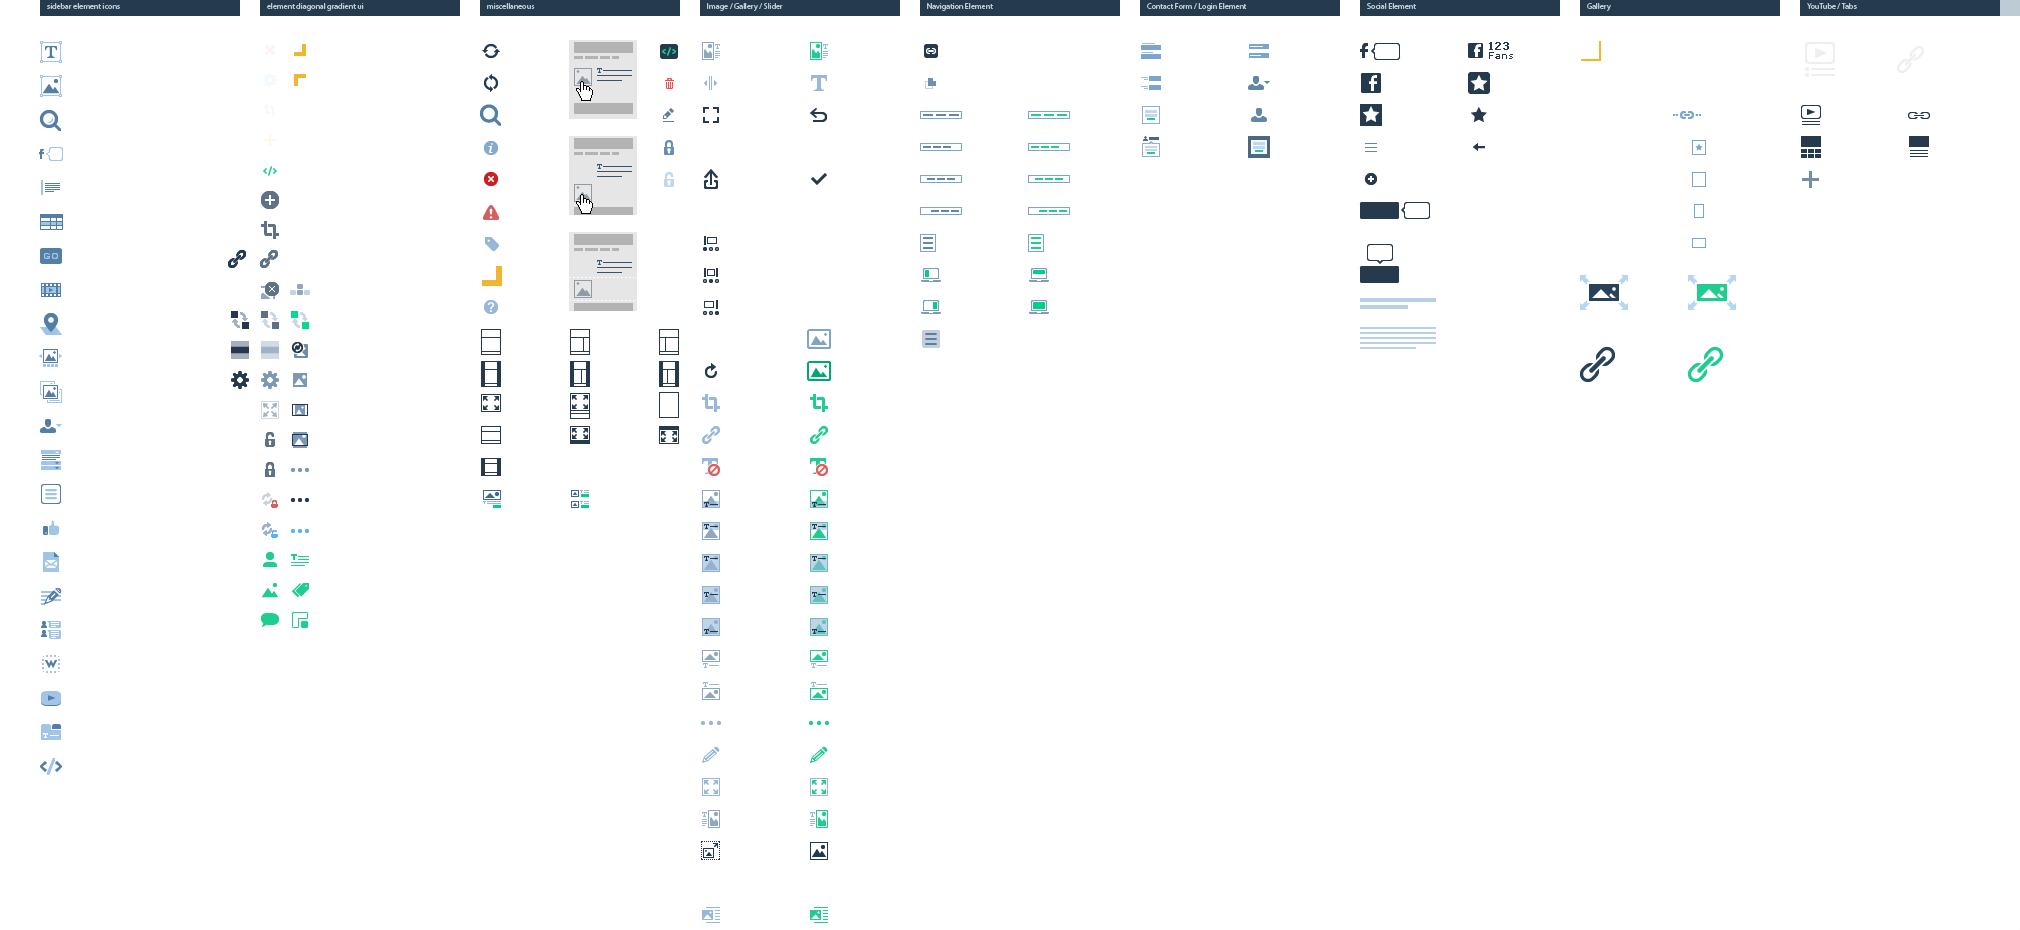 sidebar element icons
element diagonal gradient ui
miscellaneous
Image / Gallery / Slider
Navigation Element
Contact Form / Login Element
Social Element
Gallery
YouTube / Tabs
T
T
</>
T
f
f 123
Fans
T
f
</>
i
GO
?
T
T
T
T
T
T
T
T
T
T
T
T
T
T
W
T
T
T
</>
T
T